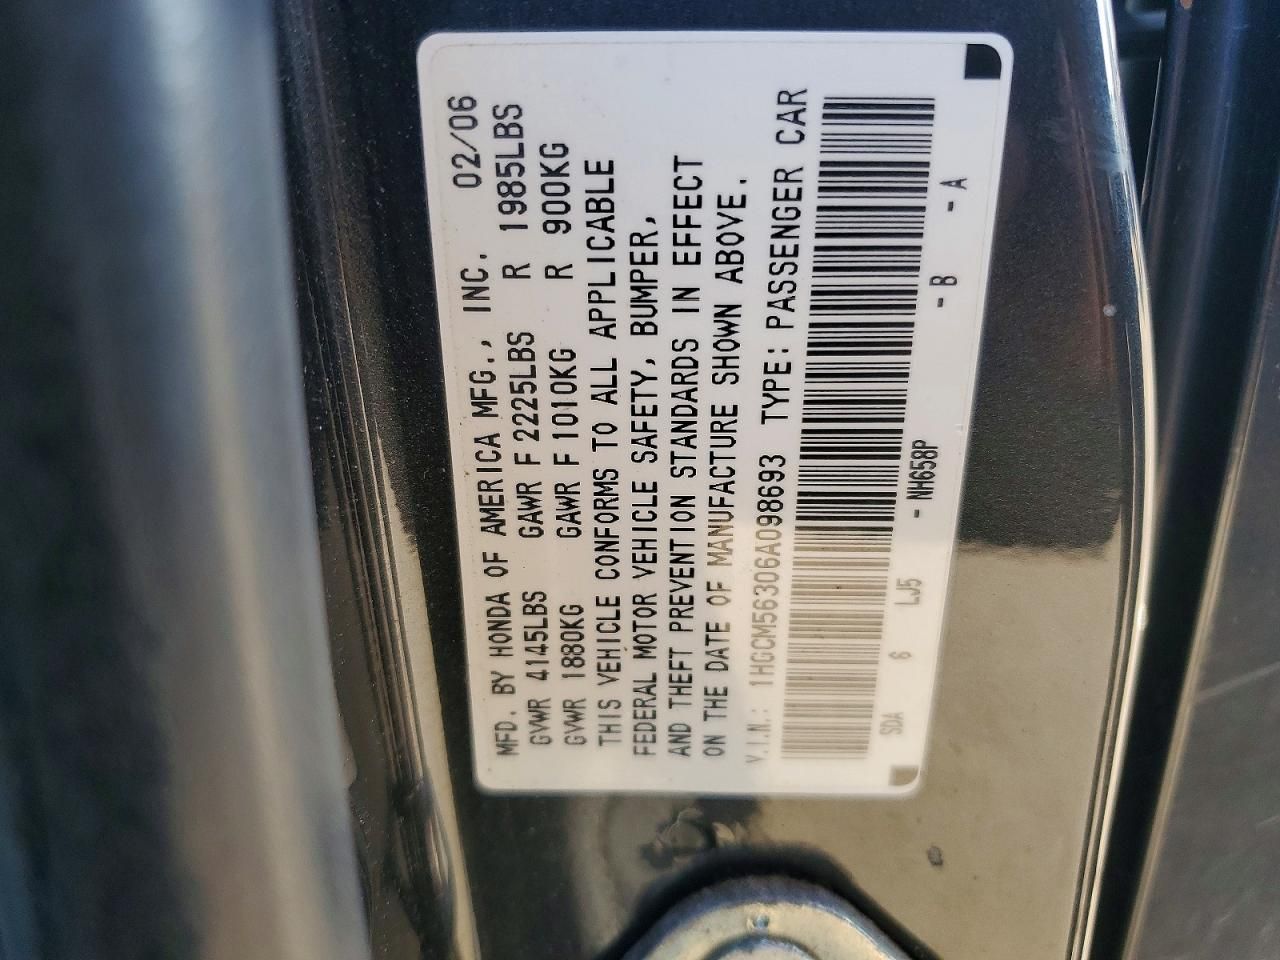 MFD. BY HONDA OF AMERICA MFG., INC. 02/06
GVWR 4145LBS GAWR F 2225LBS R 1985LBS
GVWR 1880KG GAWR F 1010KG R 900KG
THIS VEHICLE CONFORMS TO ALL APPLICABLE
FEDERAL MOTOR VEHICLE SAFETY, BUMPER,
AND THEFT PREVENTION STANDARDS IN EFFECT
ON THE DATE OF MANUFACTURE SHOWN ABOVE.
V.I.N.: 1HGCM56306A098693 TYPE: PASSENGER CAR
SDA 6 LJ5 - NH658P - B - A